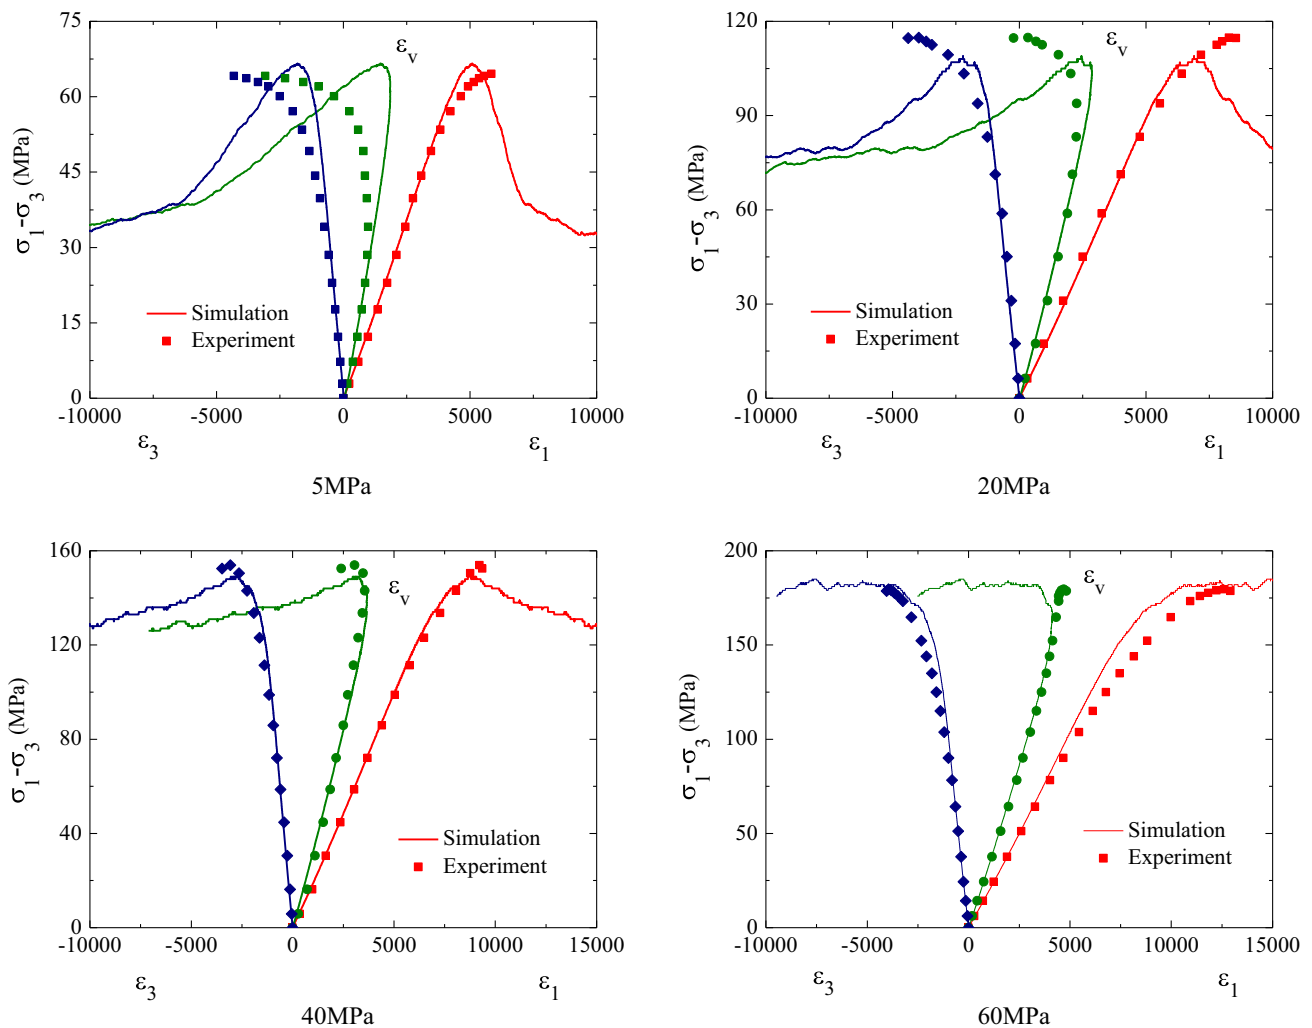 75
60
45
30
15
0
σ1-σ3 (MPa)
εv
Simulation
Experiment
-10000 -5000 0 5000 10000
ε3 ε1
5MPa
120
90
60
30
0
σ1-σ3 (MPa)
εv
Simulation
Experiment
-10000 -5000 0 5000 10000
ε3 ε1
20MPa
160
120
80
40
0
σ1-σ3 (MPa)
εv
Simulation
Experiment
-10000 -5000 0 5000 10000 15000
ε3 ε1
40MPa
200
150
100
50
0
σ1-σ3 (MPa)
εv
Simulation
Experiment
-10000 -5000 0 5000 10000 15000
ε3 ε1
60MPa